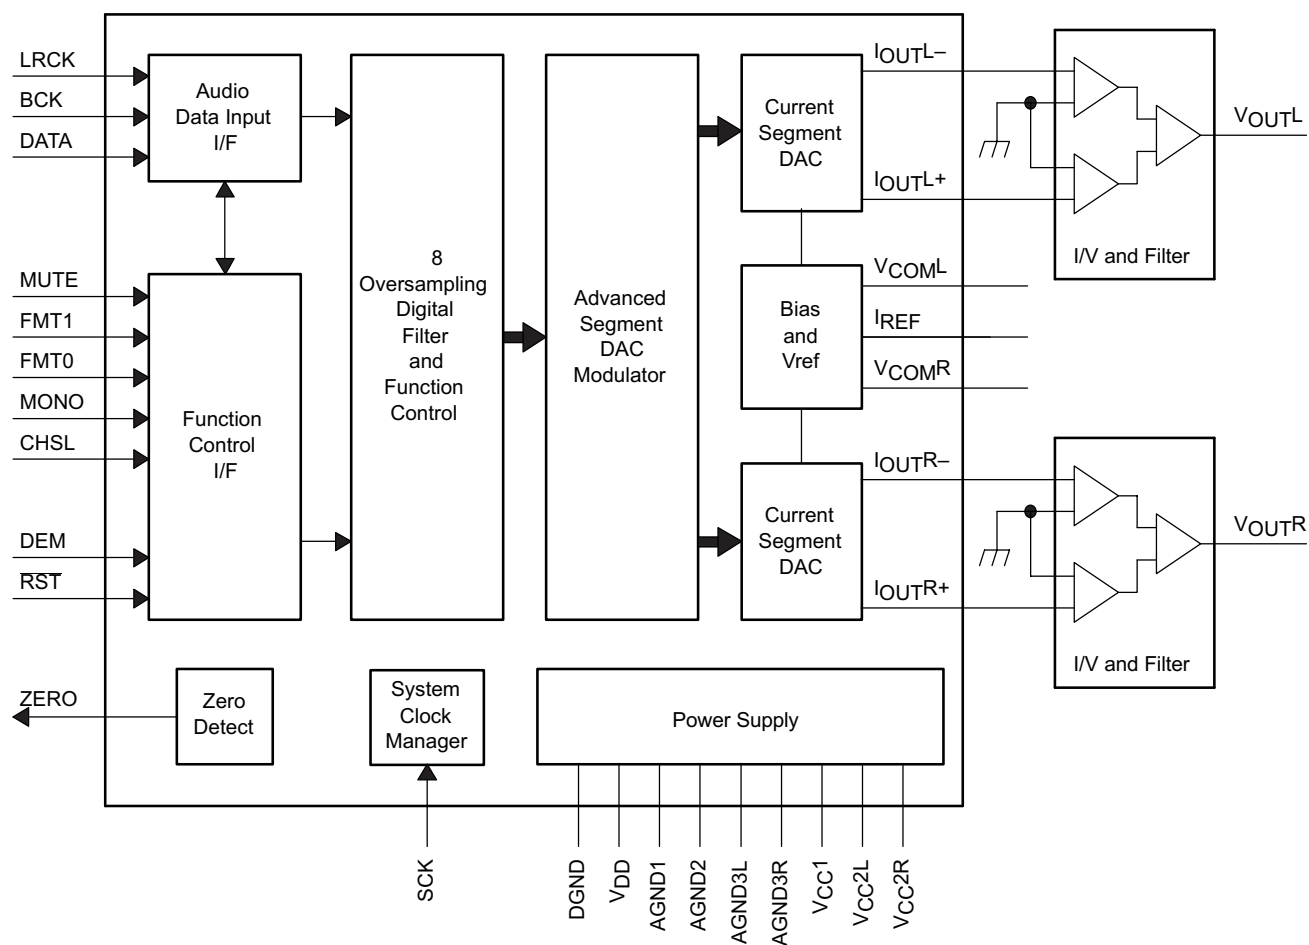 LRCK
BCK
DATA
Audio
Data Input
I/F
MUTE
FMT1
FMT0
MONO
CHSL
DEM
RST
Function
Control
I/F
8
Oversampling
Digital
Filter
and
Function
Control
Advanced
Segment
DAC
Modulator
Current
Segment
DAC
Bias
and
Vref
Current
Segment
DAC
IOUTL–
IOUTL+
VCOML
IREF
VCOMR
IOUTR–
IOUTR+
I/V and Filter
VOUTL
I/V and Filter
VOUTR
ZERO
Zero
Detect
System
Clock
Manager
Power Supply
SCK
DGND
VDD
AGND1
AGND2
AGND3L
AGND3R
VCC1
VCC2L
VCC2R